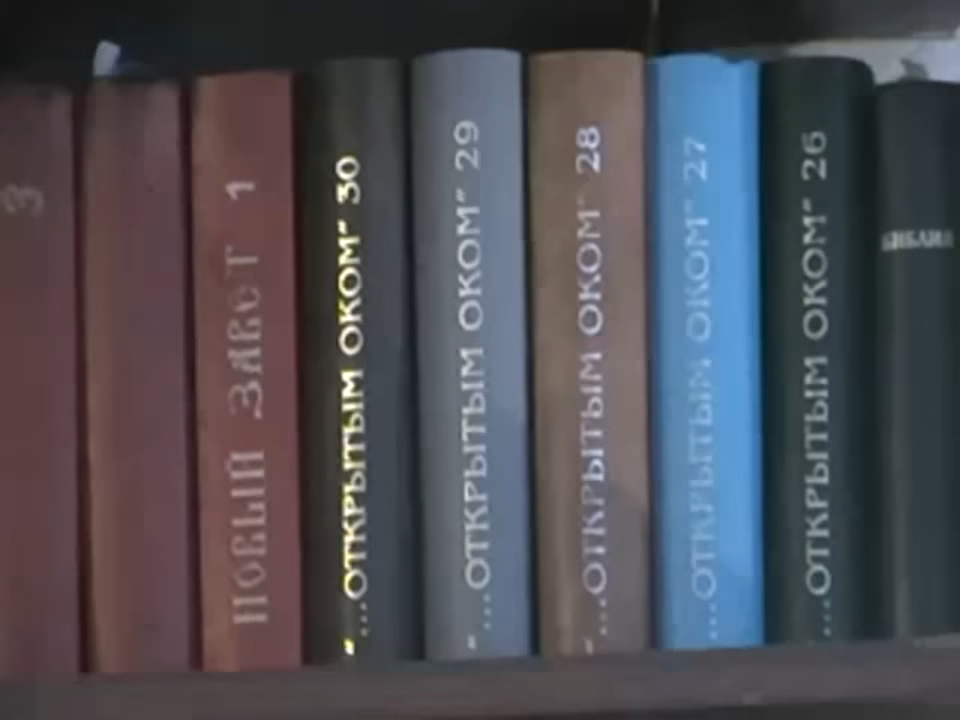 3
НОВЫЙ ЗАВЕТ 1
"...ОТКРЫТЫМ ОКОМ" 30
"...ОТКРЫТЫМ ОКОМ" 29
"...ОТКРЫТЫМ ОКОМ" 28
...ОТКРЫТЫМ ОКОМ" 27
...ОТКРЫТЫМ ОКОМ" 26
БИБЛИЯ